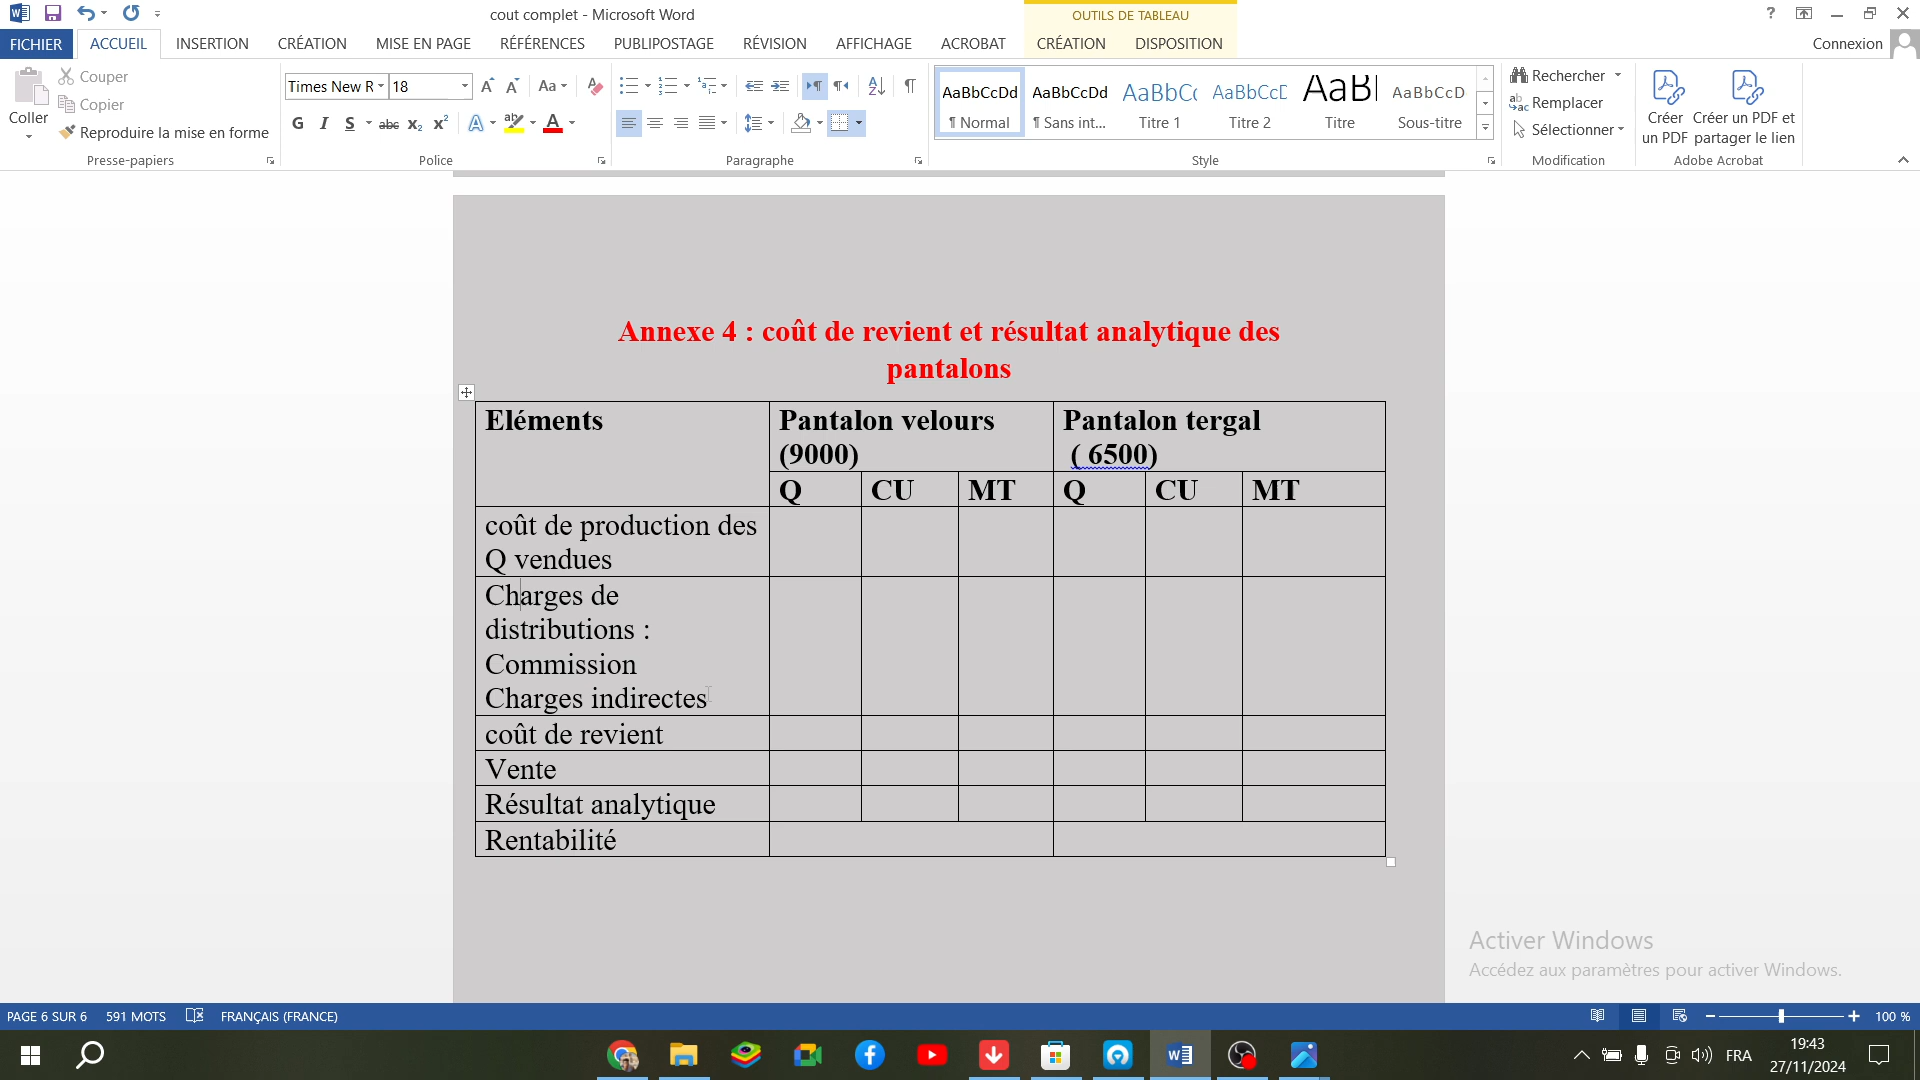 cout complet - Microsoft Word
OUTILS DE TABLEAU
?
FICHIER ACCUEIL INSERTION CRÉATION MISE EN PAGE RÉFÉRENCES PUBLIPOSTAGE RÉVISION AFFICHAGE ACROBAT CRÉATION DISPOSITION Connexion
Coller
Couper
Copier
Reproduire la mise en forme
Presse-papiers
Times New R 18
Police
Paragraphe
AaBbCcDd AaBbCcDd AaBbCc AaBbCcE AaBl AaBbCcD
¶ Normal ¶ Sans int... Titre 1 Titre 2 Titre Sous-titre
Style
Rechercher
Remplacer
Sélectionner
Modification
Créer un PDF
Créer un PDF et partager le lien
Adobe Acrobat
Annexe 4 : coût de revient et résultat analytique des
pantalons
Eléments Pantalon velours Pantalon tergal
(9000) ( 6500)
Q CU MT Q CU MT
coût de production des
Q vendues
Charges de
distributions :
Commission
Charges indirectes
coût de revient
Vente
Résultat analytique
Rentabilité
Activer Windows
Accédez aux paramètres pour activer Windows.
PAGE 6 SUR 6 591 MOTS FRANÇAIS (FRANCE) 100 %
FRA
19:43
27/11/2024